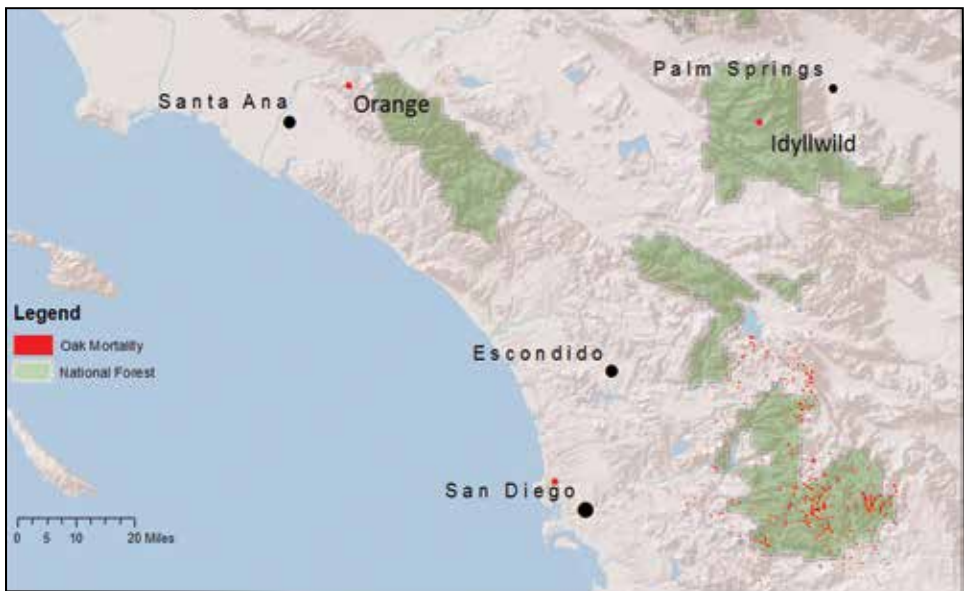 Palm Springs
Santa Ana
Orange
Idyllwild
Legend
Oak Mortality
National Forest
Escondido
San Diego
0 5 10 20 Miles